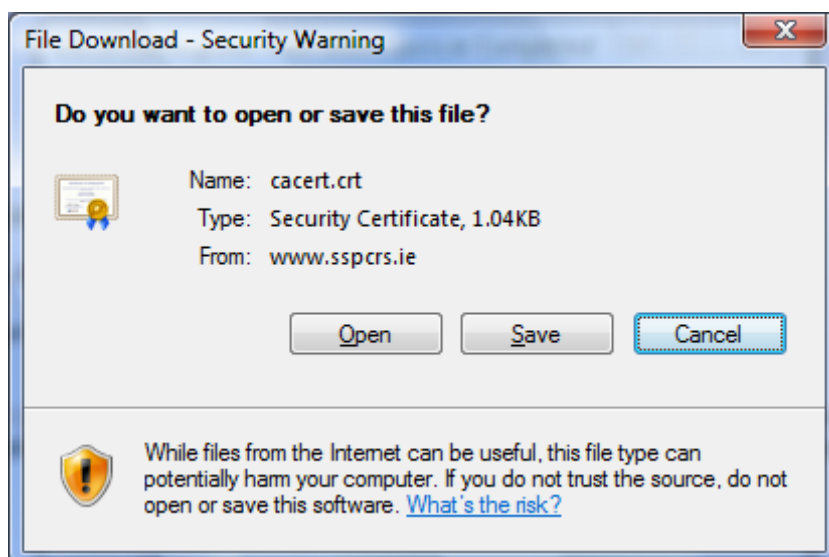 File Download - Security Warning
Do you want to open or save this file?
Name: cacert.crt
Type: Security Certificate, 1.04KB
From: www.sspcrs.ie
Open Save Cancel
While files from the Internet can be useful, this file type can
potentially harm your computer. If you do not trust the source, do not
open or save this software. What's the risk?